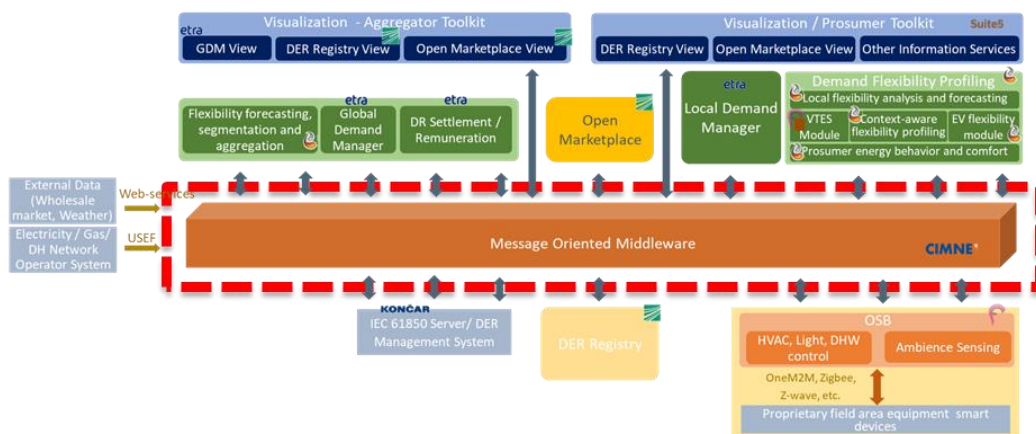 Visualization - Aggregator Toolkit
etra
GDM View
DER Registry View
Open Marketplace View
Visualization / Prosumer Toolkit
Suite5
DER Registry View
Open Marketplace View
Other Information Services
Flexibility forecasting,
segmentation and
aggregation
etra
Global
Demand
Manager
etra
DR Settlement /
Remuneration
Open
Marketplace
etra
Local Demand
Manager
Demand Flexibility Profiling
Local flexibility analysis and forecasting
VTES
Module
Context-aware
flexibility profiling
EV flexibility
module
Prosumer energy behavior and comfort
External Data
(Wholesale
market, Weather)
Web-services
Electricity / Gas/
DH Network
Operator System
USEF
Message Oriented Middleware
CIMNE
KONČAR
IEC 61850 Server/ DER
Management System
DER Registry
OSB
HVAC, Light, DHW
control
Ambience Sensing
OneM2M, Zigbee,
Z-wave, etc.
Proprietary field area equipment smart
devices